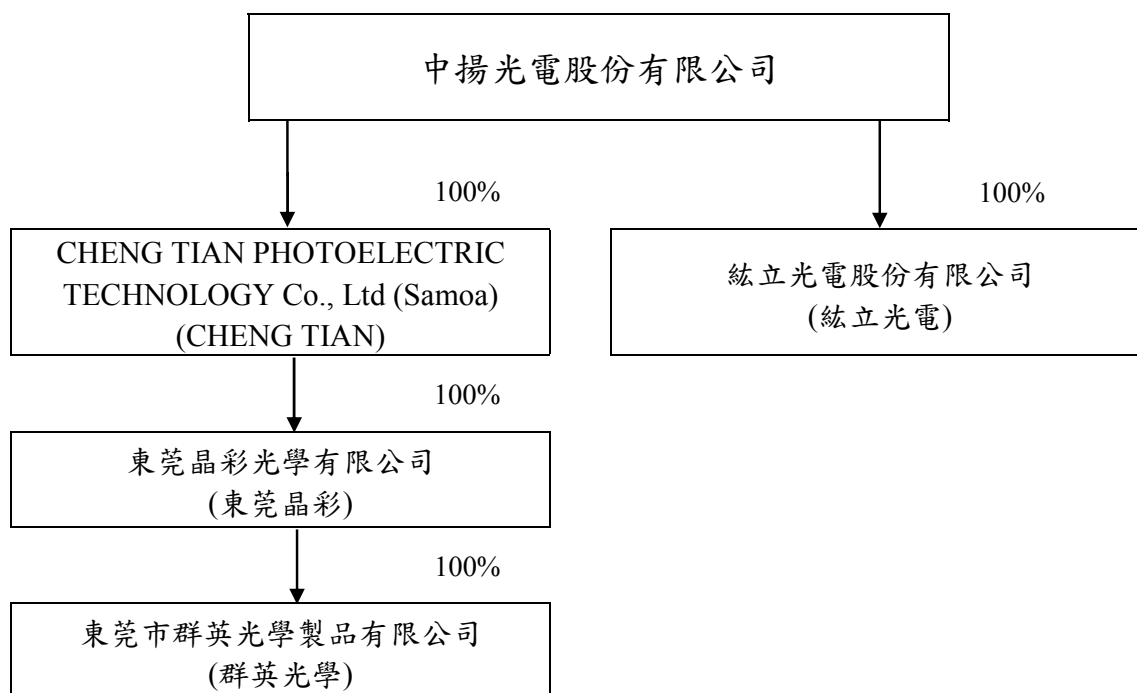 中揚光電股份有限公司
100%
100%
CHENG TIAN PHOTOELECTRIC
TECHNOLOGY Co., Ltd (Samoa)
(CHENG TIAN)
紘立光電股份有限公司
(紘立光電)
100%
東莞晶彩光學有限公司
(東莞晶彩)
100%
東莞市群英光學製品有限公司
(群英光學)